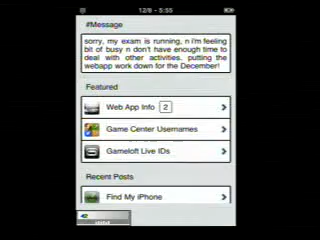 12/8 - 5:55
#Message
sorry, my exam is running, n i'm feeling
bit of busy n don't have enough time to
deal with other activities. putting the
webapp work down for the December!
Featured
Web App Info 2
Game Center Usernames
Gameloft Live IDs
Recent Posts
Find My iPhone